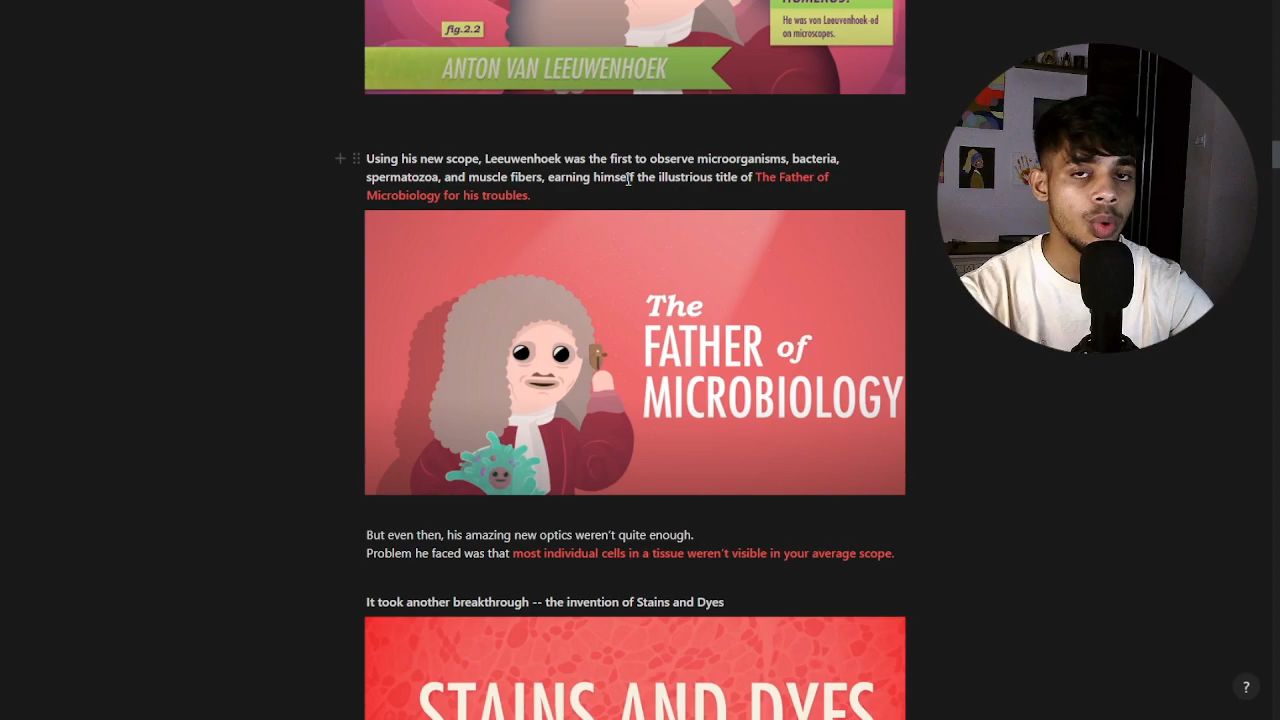 fig.2.2
He was von Leeuvenhoek-ed
on microscopes.
ANTON VAN LEEUWENHOEK
Using his new scope, Leeuwenhoek was the first to observe microorganisms, bacteria,
spermatozoa, and muscle fibers, earning himself the illustrious title of The Father of
Microbiology for his troubles.
The
FATHER of
MICROBIOLOGY
But even then, his amazing new optics weren't quite enough.
Problem he faced was that most individual cells in a tissue weren't visible in your average scope.
It took another breakthrough -- the invention of Stains and Dyes
STAINS AND DYES
?